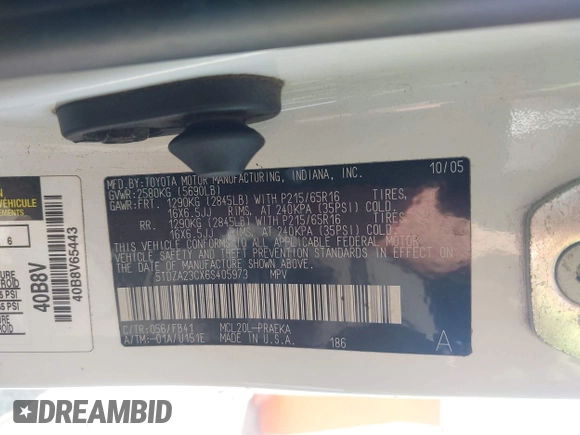 MFD.BY:TOYOTA MOTOR MANUFACTURING, INDIANA, INC. 10/05
GVWR:2580KG (5690LB)
GAWR:FRT. 1290KG (2845LB) WITH P215/65R16 TIRES,
16X6.5JJ RIMS, AT 240KPA (35PSI) COLD.
RR. 1290KG (2845LB) WITH P215/65R16 TIRES,
16X6.5JJ RIMS, AT 240KPA (35PSI) COLD.
THIS VEHICLE CONFORMS TO ALL APPLICABLE FEDERAL MOTOR
VEHICLE SAFETY AND THEFT PREVENTION STANDARDS IN
EFFECT ON THE DATE OF MANUFACTURE SHOWN ABOVE.
5TDZA23CX6S405973 MPV
C/TR:056/FB41 MCL20L-PRAEKA
A/TM:-01A/U151E MADE IN U.S.A. 186 A
VEHICULE
6
PSI
PSI
40B8V
40B8V65443
DREAMBID